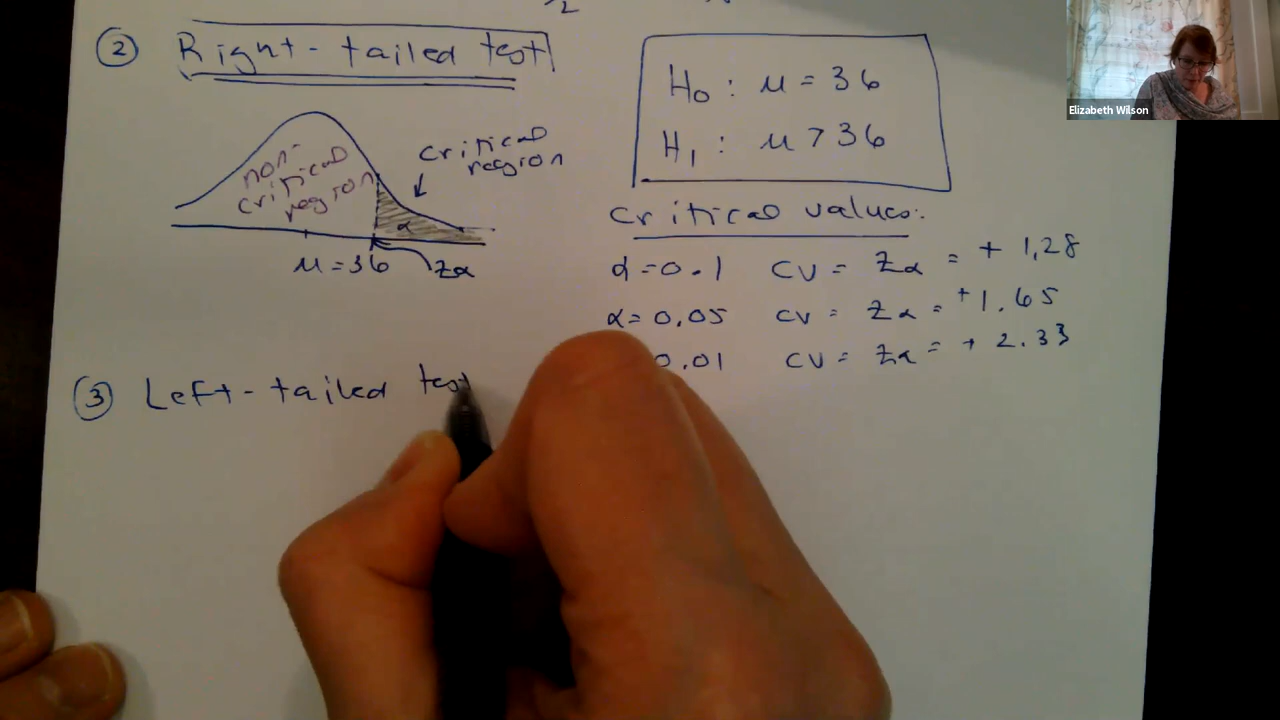 2
② Right-tailed test
H₀ : μ = 36
H₁ : μ > 36
non-critical region
critical region
α
μ = 36
Zα
critical values:
α = 0.1 CV = Zα = + 1.28
α = 0.05 CV = Zα = +1.65
0.01 CV = Zα = + 2.33
③ Left-tailed test
Elizabeth Wilson